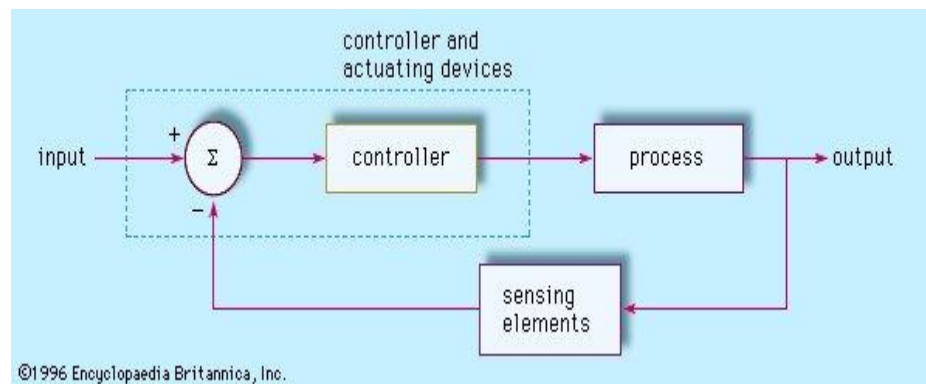 controller and
actuating devices
+
input
Σ
controller
process
output
−
sensing
elements
©1996 Encyclopaedia Britannica, Inc.